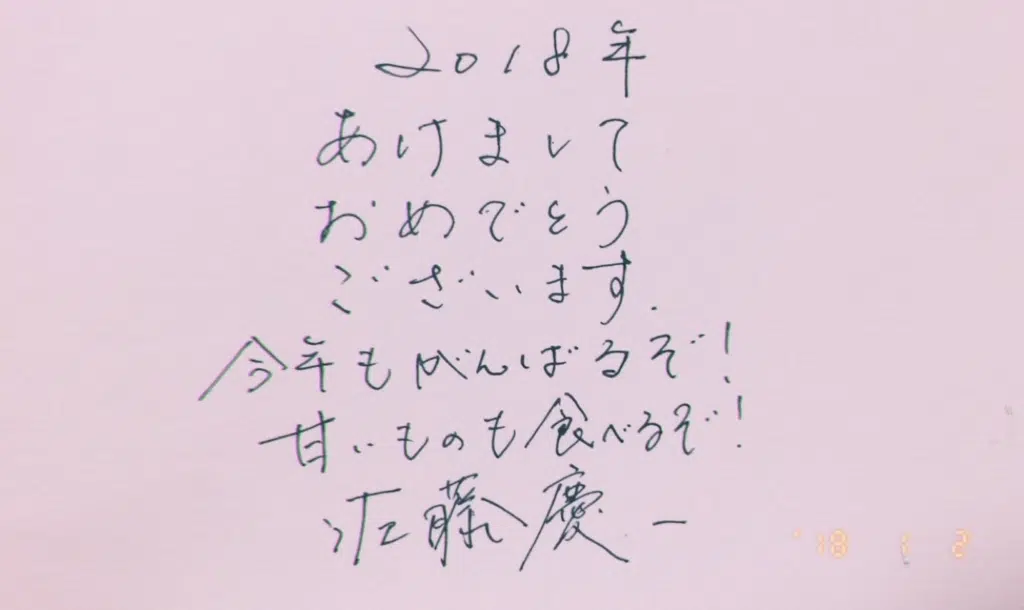 2018年
あけまして
おめでとう
ございます.
今年もがんばるぞ!
甘いものも食べるぞ!
佐藤慶一
'18 1 2